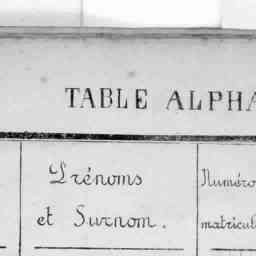 TABLE ALPHA
Prénoms
et Surnom.
Numéro
matricul